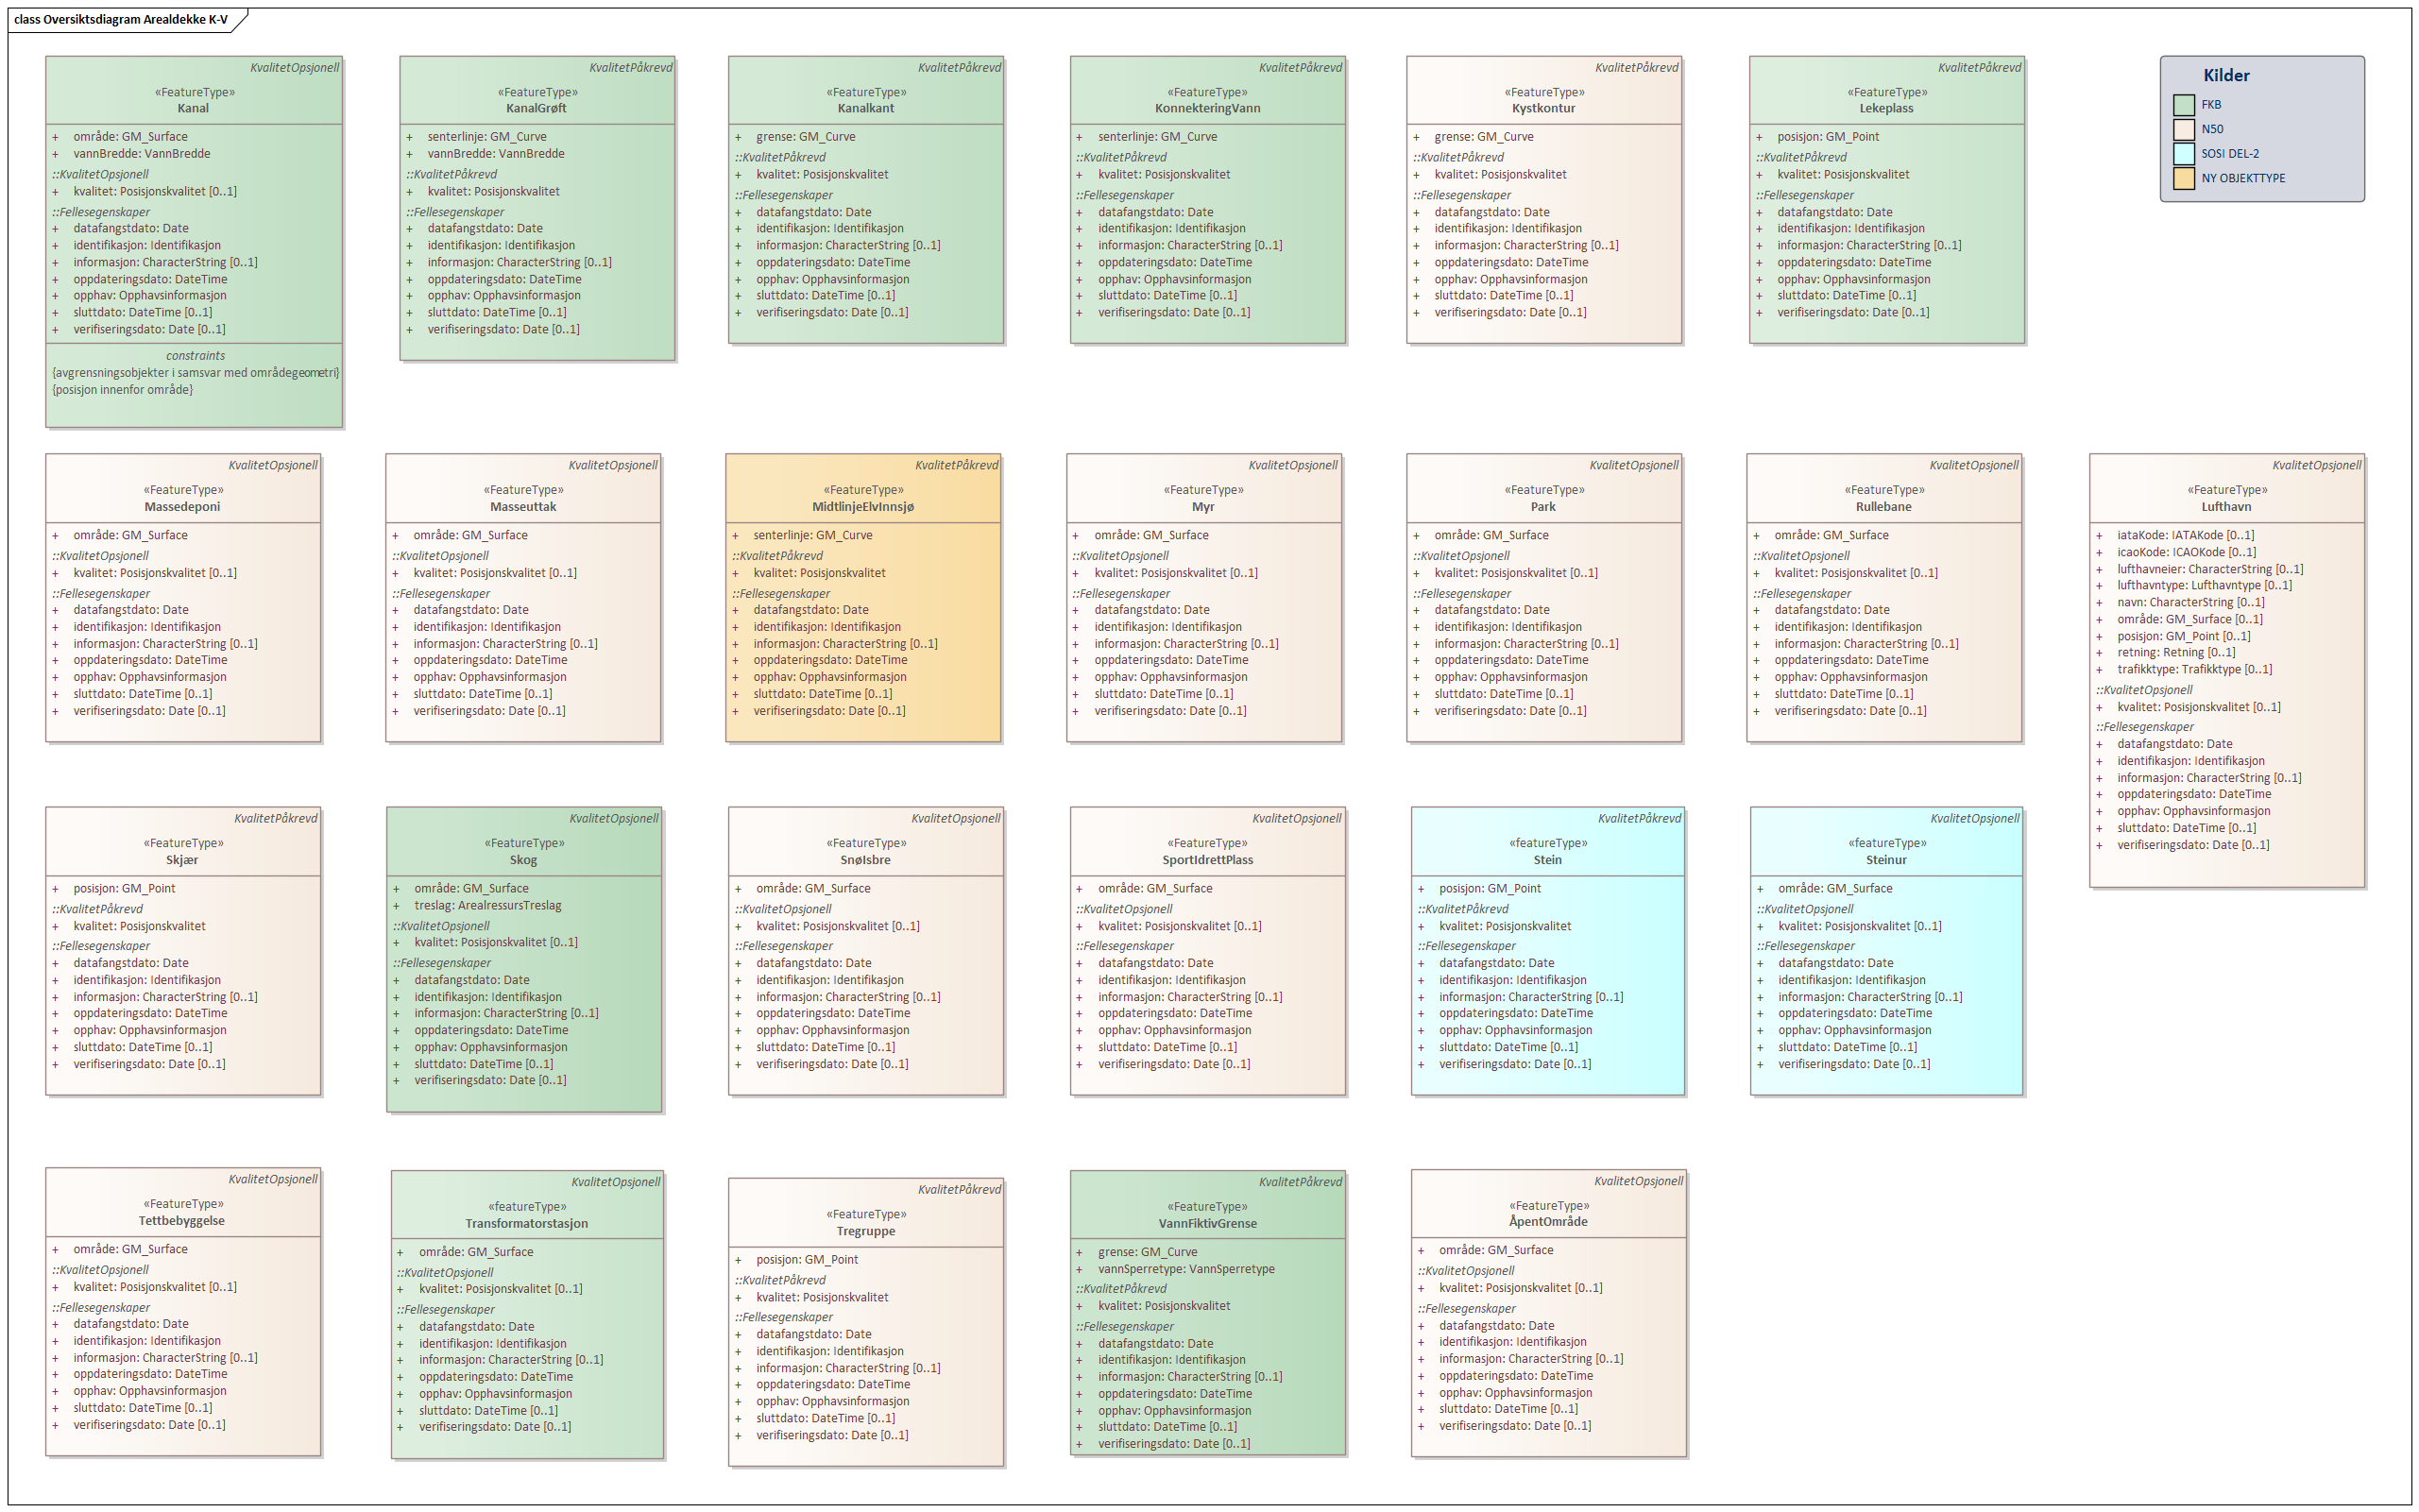 class Oversiktsdiagram Arealdekke K-V
KvalitetOpsjonell
«FeatureType»
Kanal
+ område: GM_Surface
+ vannBredde: VannBredde
::KvalitetOpsjonell
+ kvalitet: Posisjonskvalitet [0..1]
::Fellesegenskaper
+ datafangstdato: Date
+ identifikasjon: Identifikasjon
+ informasjon: CharacterString [0..1]
+ oppdateringsdato: DateTime
+ opphav: Opphavsinformasjon
+ sluttdato: DateTime [0..1]
+ verifiseringsdato: Date [0..1]
constraints
{avgrensningsobjekter i samsvar med områdegeometri}
{posisjon innenfor område}
KvalitetPåkrevd
«FeatureType»
KanalGrøft
+ senterlinje: GM_Curve
+ vannBredde: VannBredde
::KvalitetPåkrevd
+ kvalitet: Posisjonskvalitet
::Fellesegenskaper
+ datafangstdato: Date
+ identifikasjon: Identifikasjon
+ informasjon: CharacterString [0..1]
+ oppdateringsdato: DateTime
+ opphav: Opphavsinformasjon
+ sluttdato: DateTime [0..1]
+ verifiseringsdato: Date [0..1]
KvalitetPåkrevd
«FeatureType»
Kanalkant
+ grense: GM_Curve
::KvalitetPåkrevd
+ kvalitet: Posisjonskvalitet
::Fellesegenskaper
+ datafangstdato: Date
+ identifikasjon: Identifikasjon
+ informasjon: CharacterString [0..1]
+ oppdateringsdato: DateTime
+ opphav: Opphavsinformasjon
+ sluttdato: DateTime [0..1]
+ verifiseringsdato: Date [0..1]
KvalitetPåkrevd
«FeatureType»
KonnekteringVann
+ senterlinje: GM_Curve
::KvalitetPåkrevd
+ kvalitet: Posisjonskvalitet
::Fellesegenskaper
+ datafangstdato: Date
+ identifikasjon: Identifikasjon
+ informasjon: CharacterString [0..1]
+ oppdateringsdato: DateTime
+ opphav: Opphavsinformasjon
+ sluttdato: DateTime [0..1]
+ verifiseringsdato: Date [0..1]
KvalitetPåkrevd
«FeatureType»
Kystkontur
+ grense: GM_Curve
::KvalitetPåkrevd
+ kvalitet: Posisjonskvalitet
::Fellesegenskaper
+ datafangstdato: Date
+ identifikasjon: Identifikasjon
+ informasjon: CharacterString [0..1]
+ oppdateringsdato: DateTime
+ opphav: Opphavsinformasjon
+ sluttdato: DateTime [0..1]
+ verifiseringsdato: Date [0..1]
KvalitetPåkrevd
«FeatureType»
Lekeplass
+ posisjon: GM_Point
::KvalitetPåkrevd
+ kvalitet: Posisjonskvalitet
::Fellesegenskaper
+ datafangstdato: Date
+ identifikasjon: Identifikasjon
+ informasjon: CharacterString [0..1]
+ oppdateringsdato: DateTime
+ opphav: Opphavsinformasjon
+ sluttdato: DateTime [0..1]
+ verifiseringsdato: Date [0..1]
Kilder
FKB
N50
SOSI DEL-2
NY OBJEKTTYPE
KvalitetOpsjonell
«FeatureType»
Massedeponi
+ område: GM_Surface
::KvalitetOpsjonell
+ kvalitet: Posisjonskvalitet [0..1]
::Fellesegenskaper
+ datafangstdato: Date
+ identifikasjon: Identifikasjon
+ informasjon: CharacterString [0..1]
+ oppdateringsdato: DateTime
+ opphav: Opphavsinformasjon
+ sluttdato: DateTime [0..1]
+ verifiseringsdato: Date [0..1]
KvalitetOpsjonell
«FeatureType»
Masseuttak
+ område: GM_Surface
::KvalitetOpsjonell
+ kvalitet: Posisjonskvalitet [0..1]
::Fellesegenskaper
+ datafangstdato: Date
+ identifikasjon: Identifikasjon
+ informasjon: CharacterString [0..1]
+ oppdateringsdato: DateTime
+ opphav: Opphavsinformasjon
+ sluttdato: DateTime [0..1]
+ verifiseringsdato: Date [0..1]
KvalitetPåkrevd
«FeatureType»
MidtlinjeElvInnsjø
+ senterlinje: GM_Curve
::KvalitetPåkrevd
+ kvalitet: Posisjonskvalitet
::Fellesegenskaper
+ datafangstdato: Date
+ identifikasjon: Identifikasjon
+ informasjon: CharacterString [0..1]
+ oppdateringsdato: DateTime
+ opphav: Opphavsinformasjon
+ sluttdato: DateTime [0..1]
+ verifiseringsdato: Date [0..1]
KvalitetOpsjonell
«FeatureType»
Myr
+ område: GM_Surface
::KvalitetOpsjonell
+ kvalitet: Posisjonskvalitet [0..1]
::Fellesegenskaper
+ datafangstdato: Date
+ identifikasjon: Identifikasjon
+ informasjon: CharacterString [0..1]
+ oppdateringsdato: DateTime
+ opphav: Opphavsinformasjon
+ sluttdato: DateTime [0..1]
+ verifiseringsdato: Date [0..1]
KvalitetOpsjonell
«FeatureType»
Park
+ område: GM_Surface
::KvalitetOpsjonell
+ kvalitet: Posisjonskvalitet [0..1]
::Fellesegenskaper
+ datafangstdato: Date
+ identifikasjon: Identifikasjon
+ informasjon: CharacterString [0..1]
+ oppdateringsdato: DateTime
+ opphav: Opphavsinformasjon
+ sluttdato: DateTime [0..1]
+ verifiseringsdato: Date [0..1]
KvalitetOpsjonell
«FeatureType»
Rullebane
+ område: GM_Surface
::KvalitetOpsjonell
+ kvalitet: Posisjonskvalitet [0..1]
::Fellesegenskaper
+ datafangstdato: Date
+ identifikasjon: Identifikasjon
+ informasjon: CharacterString [0..1]
+ oppdateringsdato: DateTime
+ opphav: Opphavsinformasjon
+ sluttdato: DateTime [0..1]
+ verifiseringsdato: Date [0..1]
KvalitetOpsjonell
«FeatureType»
Lufthavn
+ iataKode: IATAKode [0..1]
+ icaoKode: ICAOKode [0..1]
+ lufthavneier: CharacterString [0..1]
+ lufthavntype: Lufthavntype [0..1]
+ navn: CharacterString [0..1]
+ område: GM_Surface [0..1]
+ posisjon: GM_Point [0..1]
+ retning: Retning [0..1]
+ trafikktype: Trafikktype [0..1]
::KvalitetOpsjonell
+ kvalitet: Posisjonskvalitet [0..1]
::Fellesegenskaper
+ datafangstdato: Date
+ identifikasjon: Identifikasjon
+ informasjon: CharacterString [0..1]
+ oppdateringsdato: DateTime
+ opphav: Opphavsinformasjon
+ sluttdato: DateTime [0..1]
+ verifiseringsdato: Date [0..1]
KvalitetPåkrevd
«FeatureType»
Skjær
+ posisjon: GM_Point
::KvalitetPåkrevd
+ kvalitet: Posisjonskvalitet
::Fellesegenskaper
+ datafangstdato: Date
+ identifikasjon: Identifikasjon
+ informasjon: CharacterString [0..1]
+ oppdateringsdato: DateTime
+ opphav: Opphavsinformasjon
+ sluttdato: DateTime [0..1]
+ verifiseringsdato: Date [0..1]
KvalitetOpsjonell
«FeatureType»
Skog
+ område: GM_Surface
+ treslag: ArealressursTreslag
::KvalitetOpsjonell
+ kvalitet: Posisjonskvalitet [0..1]
::Fellesegenskaper
+ datafangstdato: Date
+ identifikasjon: Identifikasjon
+ informasjon: CharacterString [0..1]
+ oppdateringsdato: DateTime
+ opphav: Opphavsinformasjon
+ sluttdato: DateTime [0..1]
+ verifiseringsdato: Date [0..1]
KvalitetOpsjonell
«FeatureType»
SnøIsbre
+ område: GM_Surface
::KvalitetOpsjonell
+ kvalitet: Posisjonskvalitet [0..1]
::Fellesegenskaper
+ datafangstdato: Date
+ identifikasjon: Identifikasjon
+ informasjon: CharacterString [0..1]
+ oppdateringsdato: DateTime
+ opphav: Opphavsinformasjon
+ sluttdato: DateTime [0..1]
+ verifiseringsdato: Date [0..1]
KvalitetOpsjonell
«FeatureType»
SportIdrettPlass
+ område: GM_Surface
::KvalitetOpsjonell
+ kvalitet: Posisjonskvalitet [0..1]
::Fellesegenskaper
+ datafangstdato: Date
+ identifikasjon: Identifikasjon
+ informasjon: CharacterString [0..1]
+ oppdateringsdato: DateTime
+ opphav: Opphavsinformasjon
+ sluttdato: DateTime [0..1]
+ verifiseringsdato: Date [0..1]
KvalitetPåkrevd
«featureType»
Stein
+ posisjon: GM_Point
::KvalitetPåkrevd
+ kvalitet: Posisjonskvalitet
::Fellesegenskaper
+ datafangstdato: Date
+ identifikasjon: Identifikasjon
+ informasjon: CharacterString [0..1]
+ oppdateringsdato: DateTime
+ opphav: Opphavsinformasjon
+ sluttdato: DateTime [0..1]
+ verifiseringsdato: Date [0..1]
KvalitetOpsjonell
«featureType»
Steinur
+ område: GM_Surface
::KvalitetOpsjonell
+ kvalitet: Posisjonskvalitet [0..1]
::Fellesegenskaper
+ datafangstdato: Date
+ identifikasjon: Identifikasjon
+ informasjon: CharacterString [0..1]
+ oppdateringsdato: DateTime
+ opphav: Opphavsinformasjon
+ sluttdato: DateTime [0..1]
+ verifiseringsdato: Date [0..1]
KvalitetOpsjonell
«FeatureType»
Tettbebyggelse
+ område: GM_Surface
::KvalitetOpsjonell
+ kvalitet: Posisjonskvalitet [0..1]
::Fellesegenskaper
+ datafangstdato: Date
+ identifikasjon: Identifikasjon
+ informasjon: CharacterString [0..1]
+ oppdateringsdato: DateTime
+ opphav: Opphavsinformasjon
+ sluttdato: DateTime [0..1]
+ verifiseringsdato: Date [0..1]
KvalitetOpsjonell
«featureType»
Transformatorstasjon
+ område: GM_Surface
::KvalitetOpsjonell
+ kvalitet: Posisjonskvalitet [0..1]
::Fellesegenskaper
+ datafangstdato: Date
+ identifikasjon: Identifikasjon
+ informasjon: CharacterString [0..1]
+ oppdateringsdato: DateTime
+ opphav: Opphavsinformasjon
+ sluttdato: DateTime [0..1]
+ verifiseringsdato: Date [0..1]
KvalitetPåkrevd
«FeatureType»
Tregruppe
+ posisjon: GM_Point
::KvalitetPåkrevd
+ kvalitet: Posisjonskvalitet
::Fellesegenskaper
+ datafangstdato: Date
+ identifikasjon: Identifikasjon
+ informasjon: CharacterString [0..1]
+ oppdateringsdato: DateTime
+ opphav: Opphavsinformasjon
+ sluttdato: DateTime [0..1]
+ verifiseringsdato: Date [0..1]
KvalitetPåkrevd
«FeatureType»
VannFiktivGrense
+ grense: GM_Curve
+ vannSperretype: VannSperretype
::KvalitetPåkrevd
+ kvalitet: Posisjonskvalitet
::Fellesegenskaper
+ datafangstdato: Date
+ identifikasjon: Identifikasjon
+ informasjon: CharacterString [0..1]
+ oppdateringsdato: DateTime
+ opphav: Opphavsinformasjon
+ sluttdato: DateTime [0..1]
+ verifiseringsdato: Date [0..1]
KvalitetOpsjonell
«FeatureType»
ÅpentOmråde
+ område: GM_Surface
::KvalitetOpsjonell
+ kvalitet: Posisjonskvalitet [0..1]
::Fellesegenskaper
+ datafangstdato: Date
+ identifikasjon: Identifikasjon
+ informasjon: CharacterString [0..1]
+ oppdateringsdato: DateTime
+ opphav: Opphavsinformasjon
+ sluttdato: DateTime [0..1]
+ verifiseringsdato: Date [0..1]